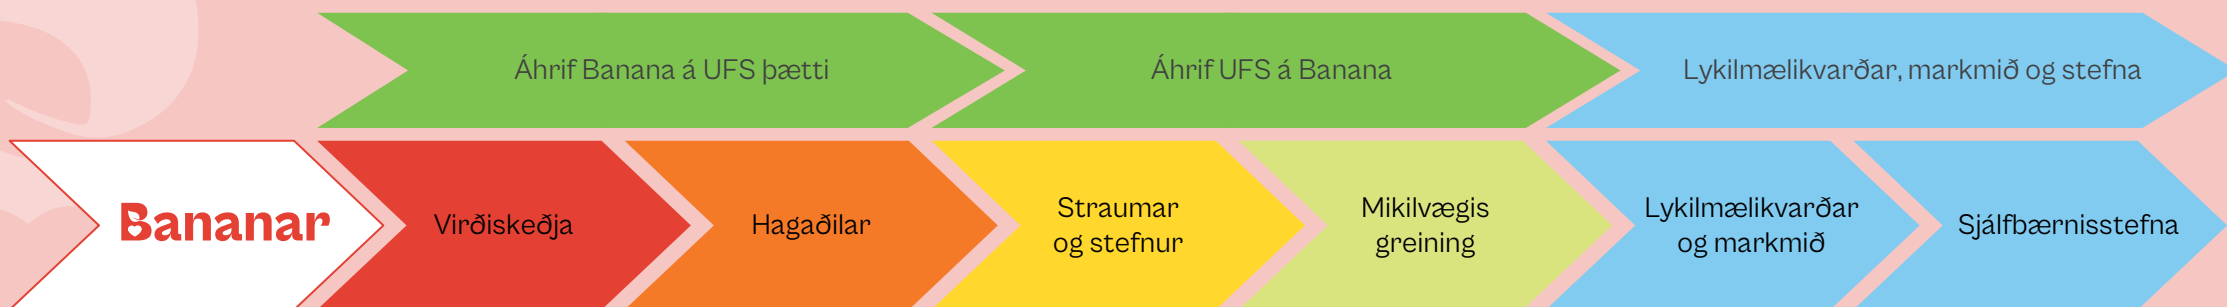 Áhrif Banana á UFS þætti
Áhrif UFS á Banana
Lykilmælikvarðar, markmið og stefna
Bananar
Virðiskeðja
Hagaðilar
Straumar
og stefnur
Mikilvægis
greining
Lykilmælikvarðar
og markmið
Sjálfbærnisstefna